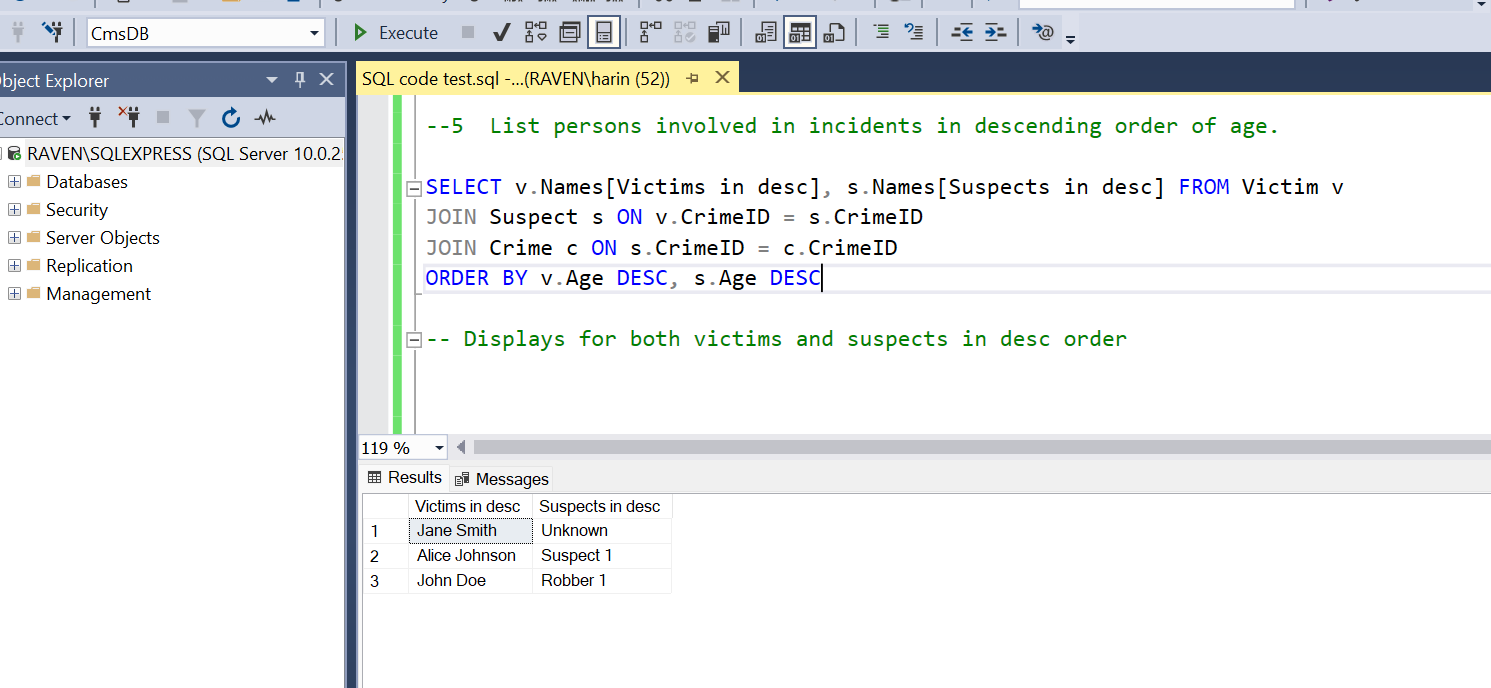 CmsDB
Execute
bject Explorer
SQL code test.sql -...(RAVEN\harin (52))
onnect
RAVEN\SQLEXPRESS (SQL Server 10.0.2
Databases
Security
Server Objects
Replication
Management
--5  List persons involved in incidents in descending order of age.
SELECT v.Names[Victims in desc], s.Names[Suspects in desc] FROM Victim v
JOIN Suspect s ON v.CrimeID = s.CrimeID
JOIN Crime c ON s.CrimeID = c.CrimeID
ORDER BY v.Age DESC, s.Age DESC
-- Displays for both victims and suspects in desc order
119 %
Results Messages
Victims in desc Suspects in desc
1 Jane Smith Unknown
2 Alice Johnson Suspect 1
3 John Doe Robber 1